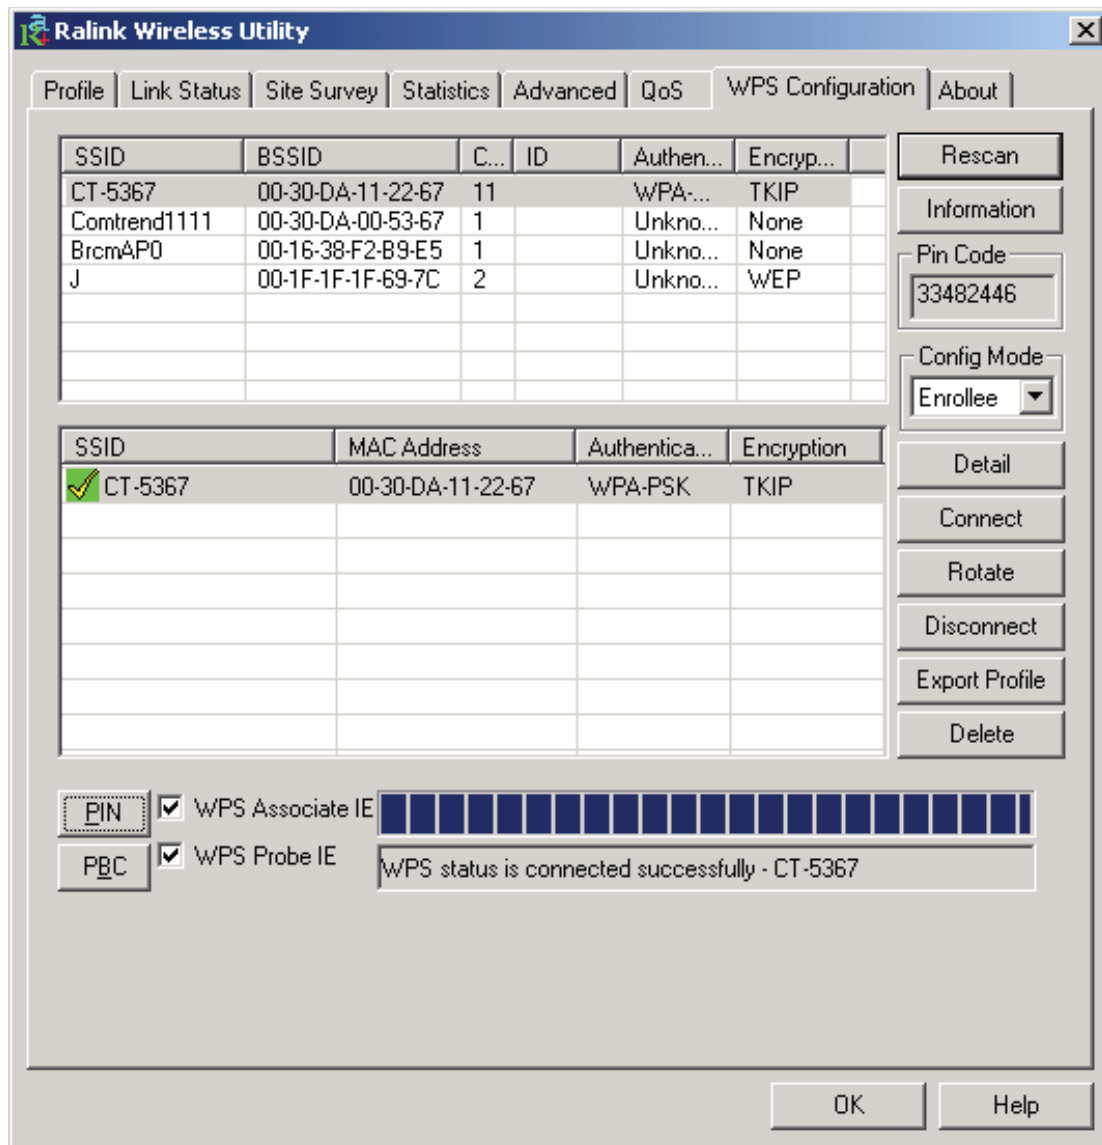 Ralink Wireless Utility
Profile Link Status Site Survey Statistics Advanced QoS WPS Configuration About
SSID BSSID C... ID Authen... Encryp...
CT-5367 00-30-DA-11-22-67 11 WPA-... TKIP
Comtrend1111 00-30-DA-00-53-67 1 Unkno... None
BrcmAP0 00-16-38-F2-B9-E5 1 Unkno... None
J 00-1F-1F-1F-69-7C 2 Unkno... WEP
Rescan
Information
Pin Code
33482446
Config Mode
Enrollee
SSID MAC Address Authentica... Encryption
CT-5367 00-30-DA-11-22-67 WPA-PSK TKIP
Detail
Connect
Rotate
Disconnect
Export Profile
Delete
PIN WPS Associate IE
PBC WPS Probe IE WPS status is connected successfully - CT-5367
OK Help